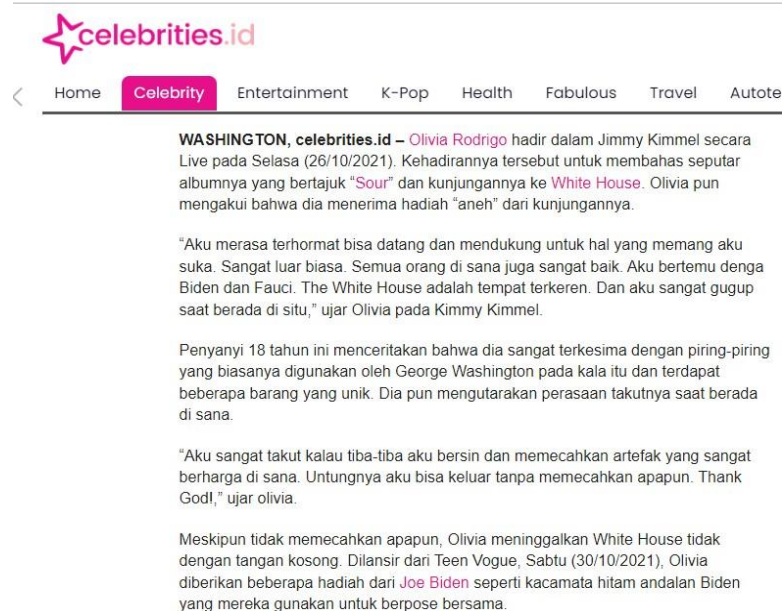 celebrities.id
Home Celebrity Entertainment K-Pop Health Fabulous Travel Autote
WASHINGTON, celebrities.id – Olivia Rodrigo hadir dalam Jimmy Kimmel secara
Live pada Selasa (26/10/2021). Kehadirannya tersebut untuk membahas seputar
albumnya yang bertajuk “Sour” dan kunjungannya ke White House. Olivia pun
mengakui bahwa dia menerima hadiah “aneh” dari kunjungannya.
“Aku merasa terhormat bisa datang dan mendukung untuk hal yang memang aku
suka. Sangat luar biasa. Semua orang di sana juga sangat baik. Aku bertemu denga
Biden dan Fauci. The White House adalah tempat terkeren. Dan aku sangat gugup
saat berada di situ,” ujar Olivia pada Kimmy Kimmel.
Penyanyi 18 tahun ini menceritakan bahwa dia sangat terkesima dengan piring-piring
yang biasanya digunakan oleh George Washington pada kala itu dan terdapat
beberapa barang yang unik. Dia pun mengutarakan perasaan takutnya saat berada
di sana.
“Aku sangat takut kalau tiba-tiba aku bersin dan memecahkan artefak yang sangat
berharga di sana. Untungnya aku bisa keluar tanpa memecahkan apapun. Thank
God!,” ujar olivia.
Meskipun tidak memecahkan apapun, Olivia meninggalkan White House tidak
dengan tangan kosong. Dilansir dari Teen Vogue, Sabtu (30/10/2021), Olivia
diberikan beberapa hadiah dari Joe Biden seperti kacamata hitam andalan Biden
yang mereka gunakan untuk berpose bersama.